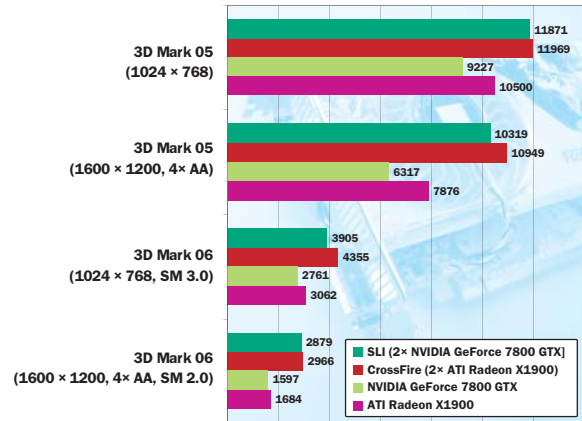 3D Mark 05
(1024 × 768)
11871
11969
9227
10500
3D Mark 05
(1600 × 1200, 4× AA)
10319
10949
6317
7876
3D Mark 06
(1024 × 768, SM 3.0)
3905
4355
2761
3062
3D Mark 06
(1600 × 1200, 4× AA, SM 2.0)
2879
2966
1597
1684
SLI (2× NVIDIA GeForce 7800 GTX]
CrossFire (2× ATI Radeon X1900)
NVIDIA GeForce 7800 GTX
ATI Radeon X1900